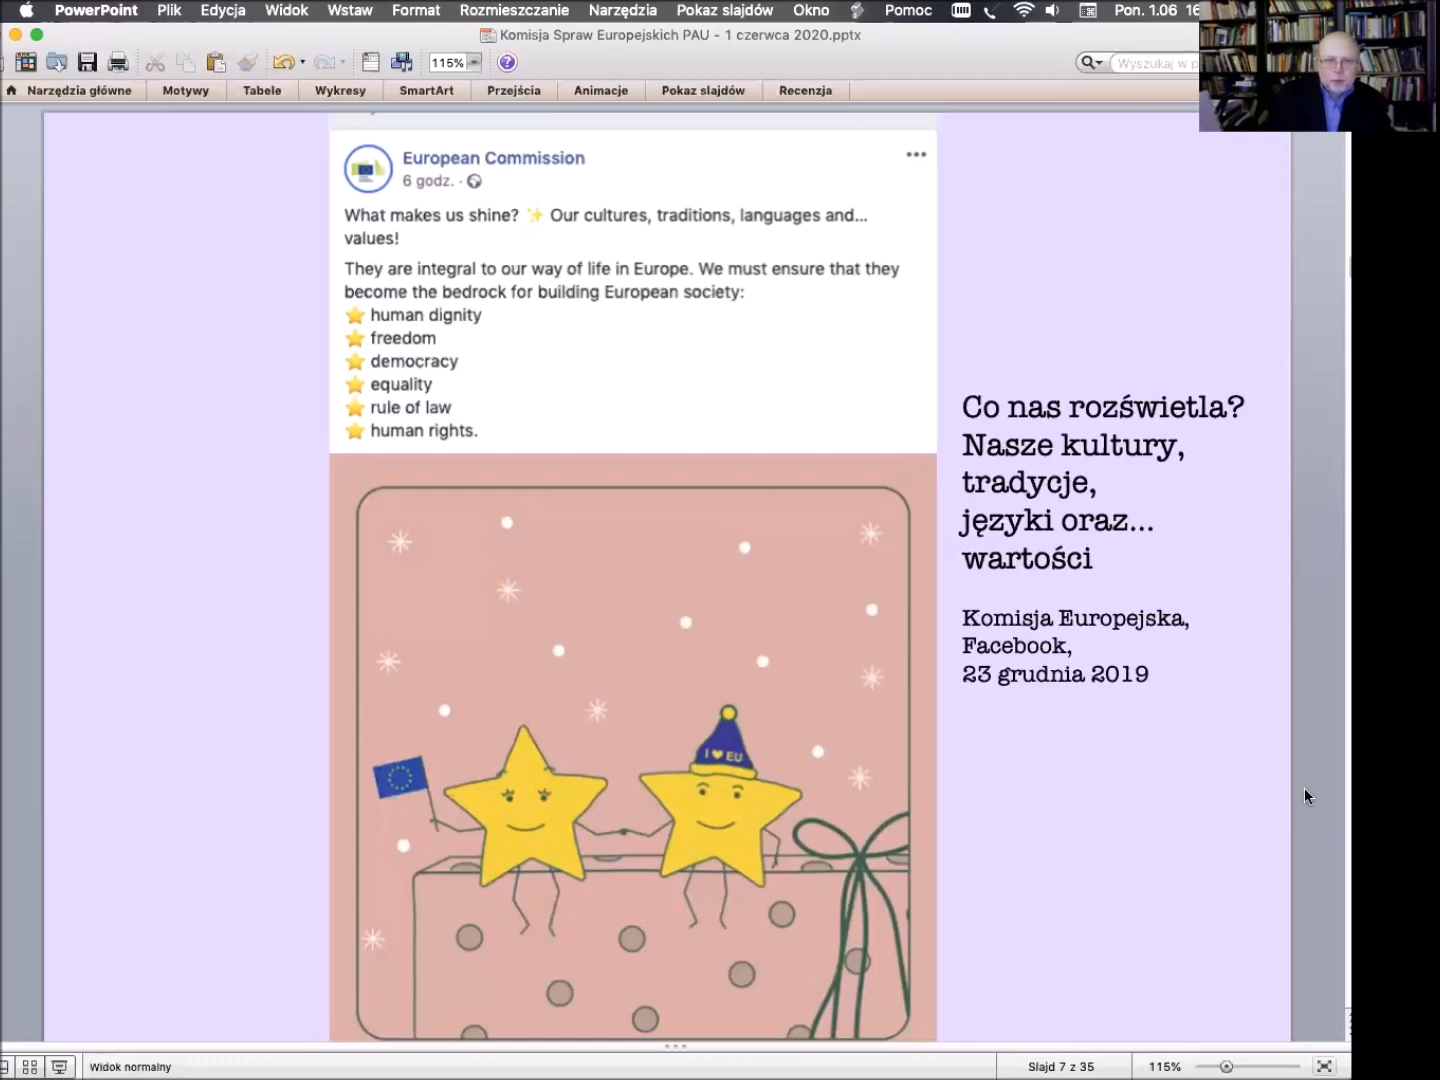 PowerPoint Plik Edycja Widok Wstaw Format Rozmieszczanie Narzędzia Pokaz slajdów Okno Pomoc Pon. 1.06 16
Komisja Spraw Europejskich PAU - 1 czerwca 2020.pptx
115% Wyszukaj w p
Narzędzia główne Motywy Tabele Wykresy SmartArt Przejścia Animacje Pokaz slajdów Recenzja
European Commission
6 godz. ·
What makes us shine? ✨ Our cultures, traditions, languages and...
values!
They are integral to our way of life in Europe. We must ensure that they
become the bedrock for building European society:
⭐ human dignity
⭐ freedom
⭐ democracy
⭐ equality
⭐ rule of law
⭐ human rights.
I ♥ EU
Co nas rozświetla?
Nasze kultury,
tradycje,
języki oraz...
wartości
Komisja Europejska,
Facebook,
23 grudnia 2019
Widok normalny Slajd 7 z 35 115%